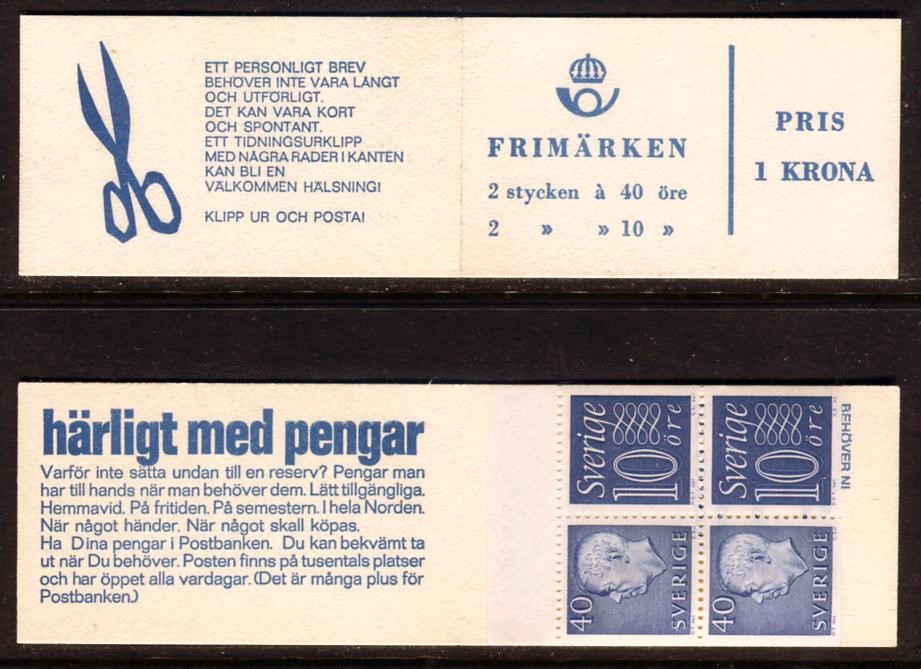 ETT PERSONLIGT BREV
BEHÖVER INTE VARA LÅNGT
OCH UTFÖRLIGT.
DET KAN VARA KORT
OCH SPONTANT.
ETT TIDNINGSURKLIPP
MED NÅGRA RADER I KANTEN
KAN BLI EN
VÄLKOMMEN HÄLSNING!
KLIPP UR OCH POSTA!
FRIMÄRKEN
2 stycken à 40 öre
2 » » 10 »
PRIS
1 KRONA
härligt med pengar
Varför inte sätta undan till en reserv? Pengar man
har till hands när man behöver dem. Lätt tillgängliga.
Hemmavid. På fritiden. På semestern. I hela Norden.
När något händer. När något skall köpas.
Ha Dina pengar i Postbanken. Du kan bekvämt ta
ut när Du behöver. Posten finns på tusentals platser
och har öppet alla vardagar. (Det är många plus för
Postbanken.)
Sverige
10 öre
Sverige
10 öre
BEHÖVER NI
40
SVERIGE
40
SVERIGE